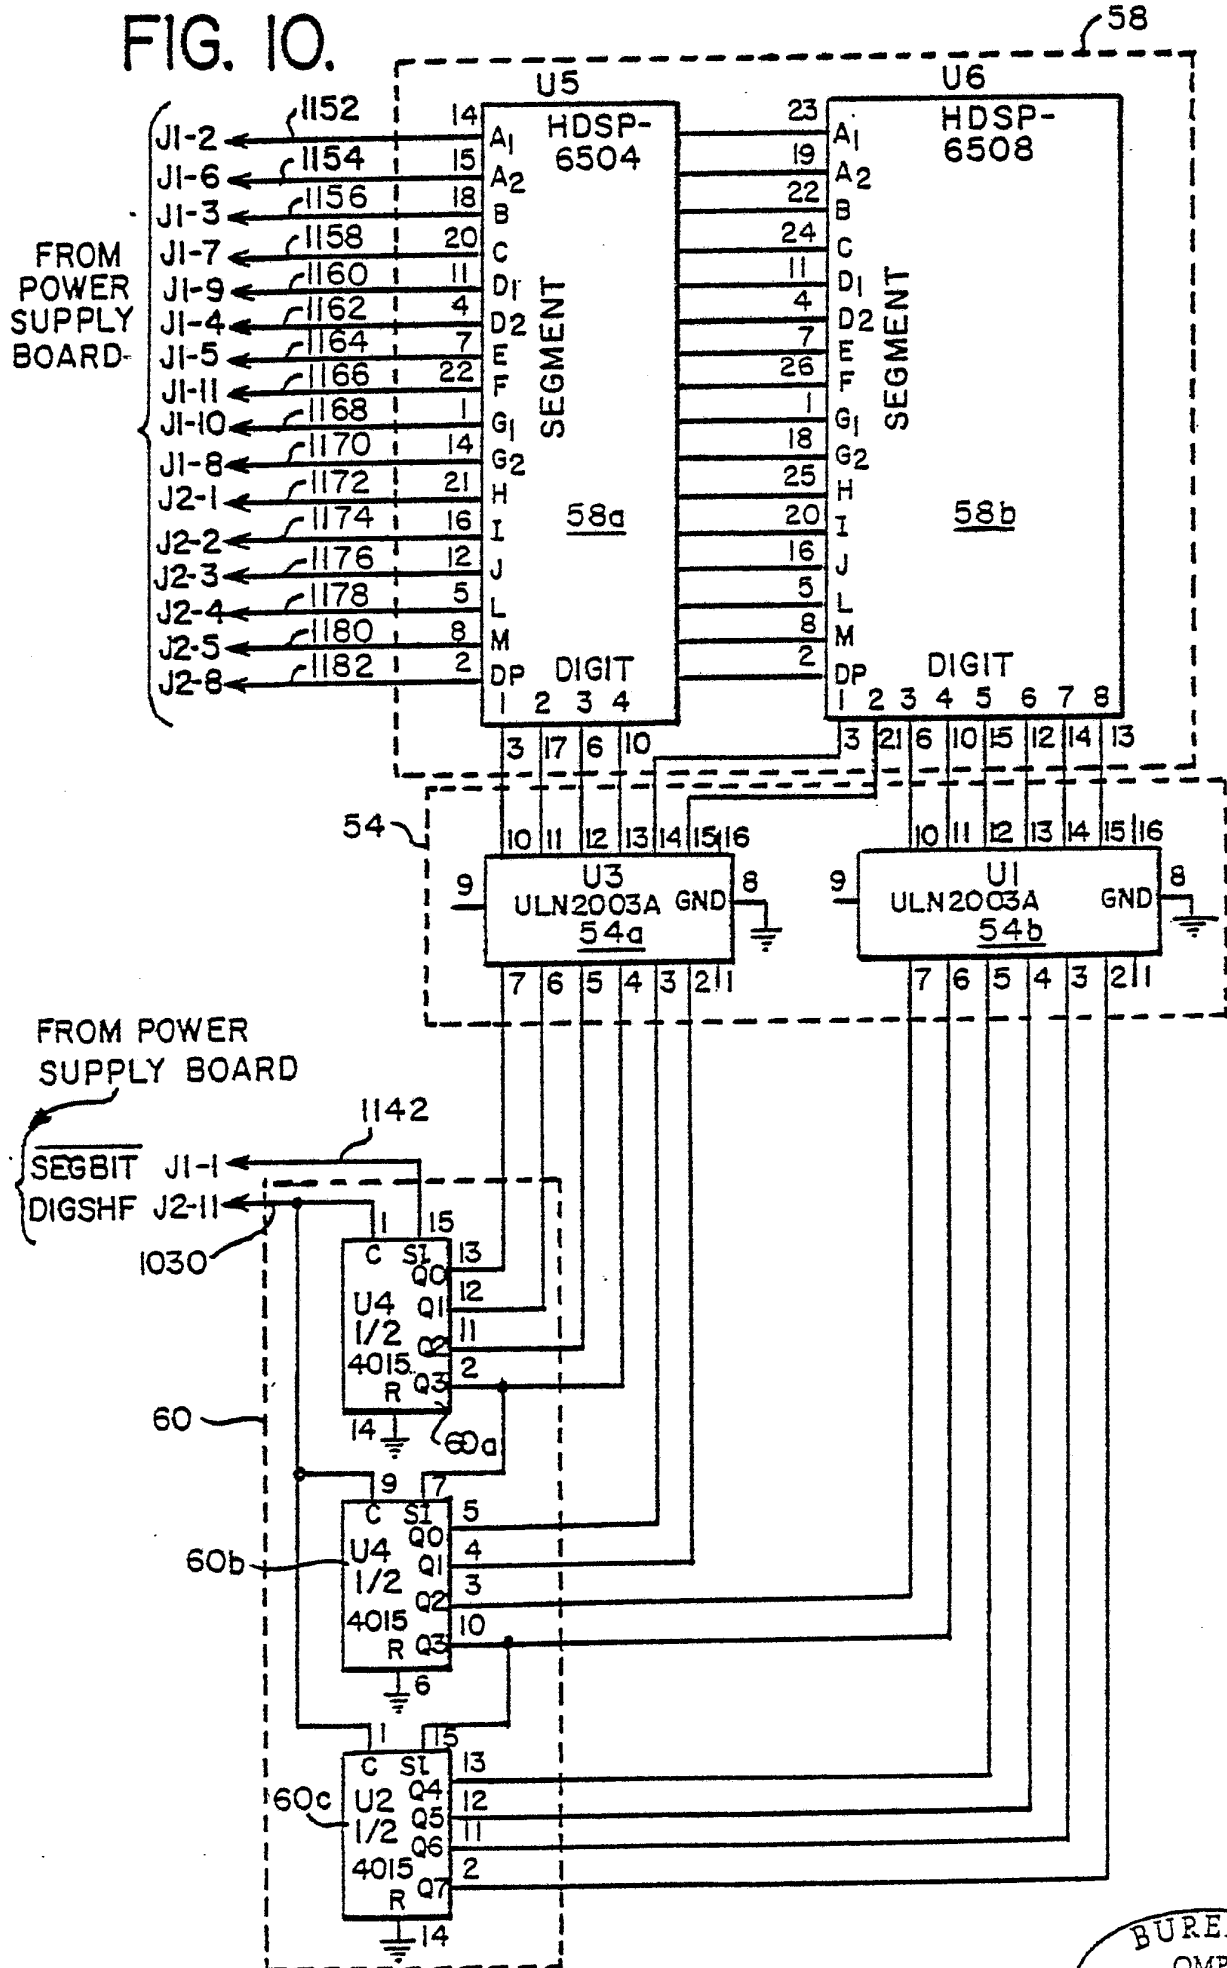 FIG. 10.
58
U5
U6
HDSP-
6504
HDSP-
6508
FROM
POWER
SUPPLY
BOARD
J1-2 1152 14 A1 23 A1
J1-6 1154 15 A2 19 A2
J1-3 1156 18 B 22 B
J1-7 1158 20 C 24 C
J1-9 1160 11 D1 11 D1
J1-4 1162 4 D2 4 D2
J1-5 1164 7 E 7 E
J1-11 1166 22 F 26 F
J1-10 1168 1 G1 1 G1
J1-8 1170 14 G2 18 G2
J2-1 1172 21 H 25 H
J2-2 1174 16 I 20 I
J2-3 1176 12 J 16 J
J2-4 1178 5 L 5 L
J2-5 1180 8 M 8 M
J2-8 1182 2 DP 2 DP
SEGMENT
SEGMENT
58a
58b
DIGIT
DIGIT
1 2 3 4
1 2 3 4 5 6 7 8
3 17 6 10
3 21 6 10 15 12 14 13
54
10 11 12 13 14 15 16
10 11 12 13 14 15 16
9 U3 8
ULN2003A GND
54a
9 U1 8
ULN2003A GND
54b
7 6 5 4 3 2 1
7 6 5 4 3 2 1
FROM POWER
SUPPLY BOARD
1142
SEGBIT J1-1
DIGSHF J2-11
1030
1 15
C SI
Q0 13
U4 Q1 12
1/2 Q2 11
4015 Q3 2
R
14
60a
60
9 7
C SI
Q0 5
U4 Q1 4
60b
1/2 Q2 3
4015 Q3 10
R
6
1 15
C SI
Q4 13
60c
U2 Q5 12
1/2 Q6 11
4015 Q7 2
R
14